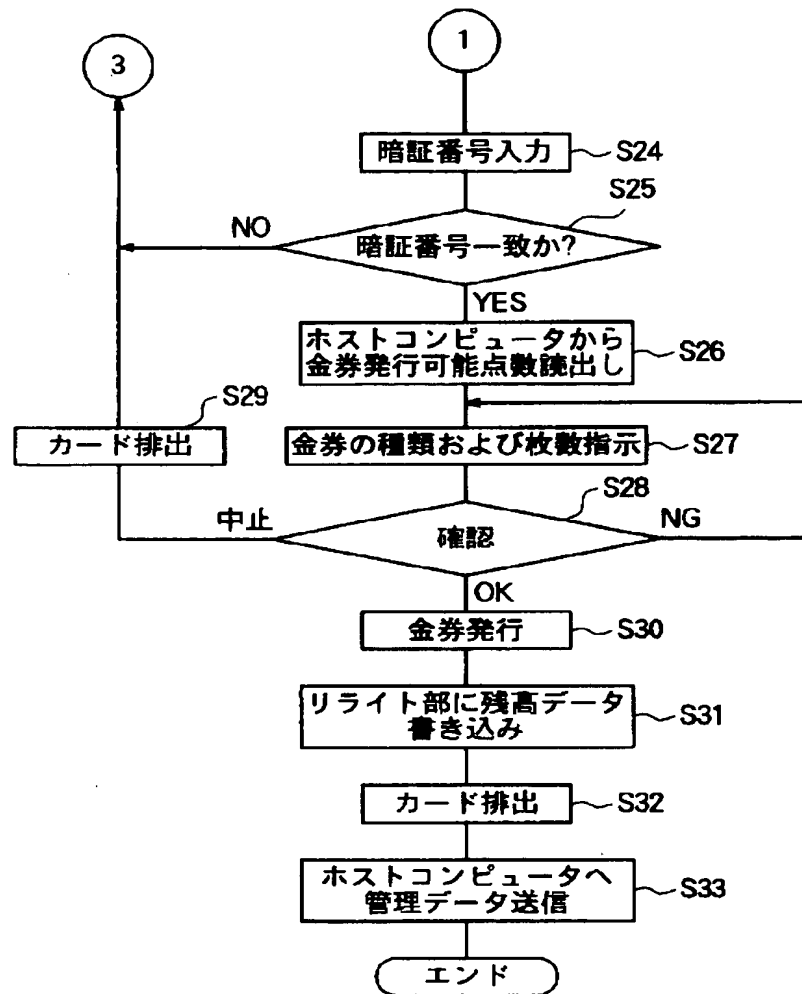 3
1
暗証番号入力
S24
S25
NO
暗証番号一致か?
YES
ホストコンピュータから
金券発行可能点数読出し
S26
S29
カード排出
金券の種類および枚数指示
S27
S28
中止
確認
NG
OK
金券発行
S30
リライト部に残高データ
書き込み
S31
カード排出
S32
ホストコンピュータへ
管理データ送信
S33
エンド